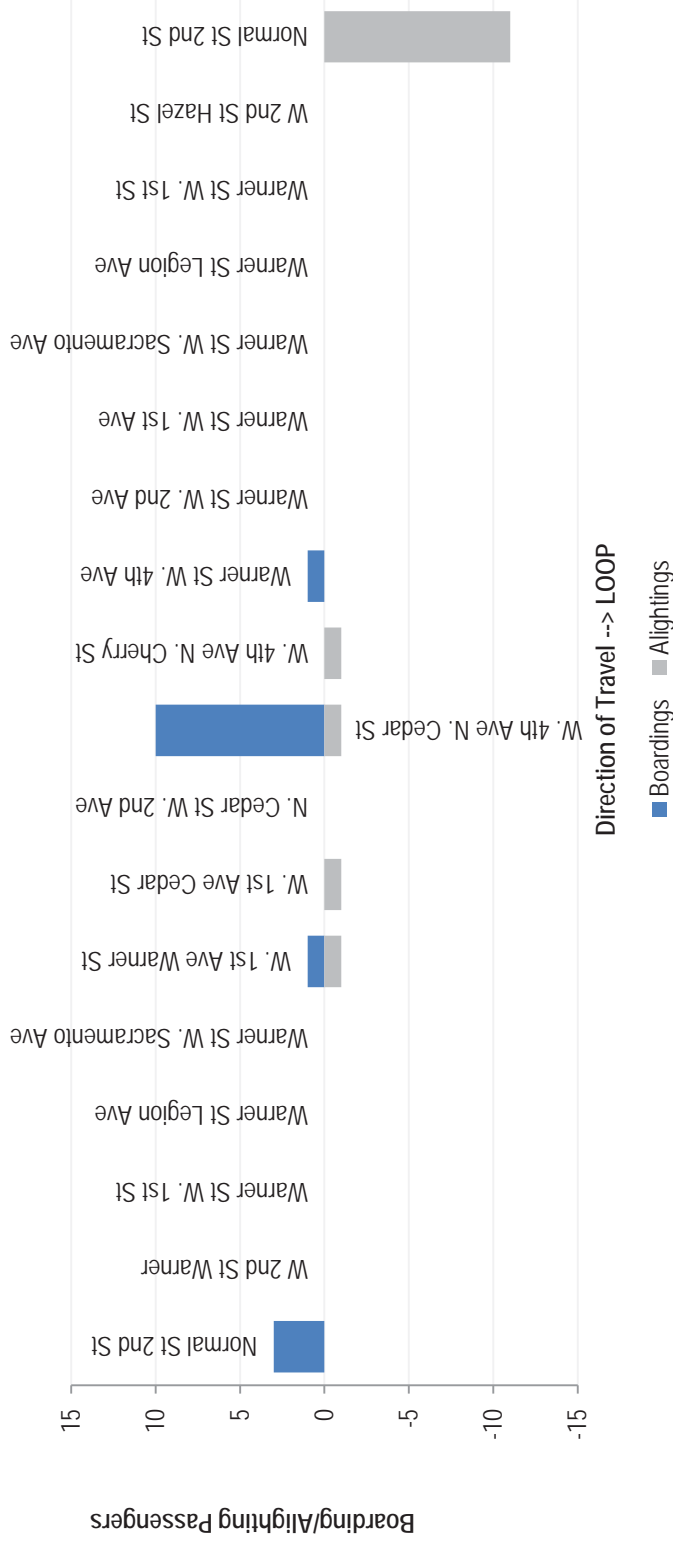 Boarding/Alighting Passengers
15
10
5
0
-5
-10
-15
Normal St 2nd St
W 2nd St Warner
Warner St W. 1st St
Warner St Legion Ave
Warner St W. Sacramento Ave
W. 1st Ave Warner St
W. 1st Ave Cedar St
N. Cedar St W. 2nd Ave
W. 4th Ave N. Cedar St
W. 4th Ave N. Cherry St
Warner St W. 4th Ave
Warner St W. 2nd Ave
Warner St W. 1st Ave
Warner St W. Sacramento Ave
Warner St Legion Ave
Warner St W. 1st St
W 2nd St Hazel St
Normal St 2nd St
Direction of Travel --> LOOP
Boardings
Alightings